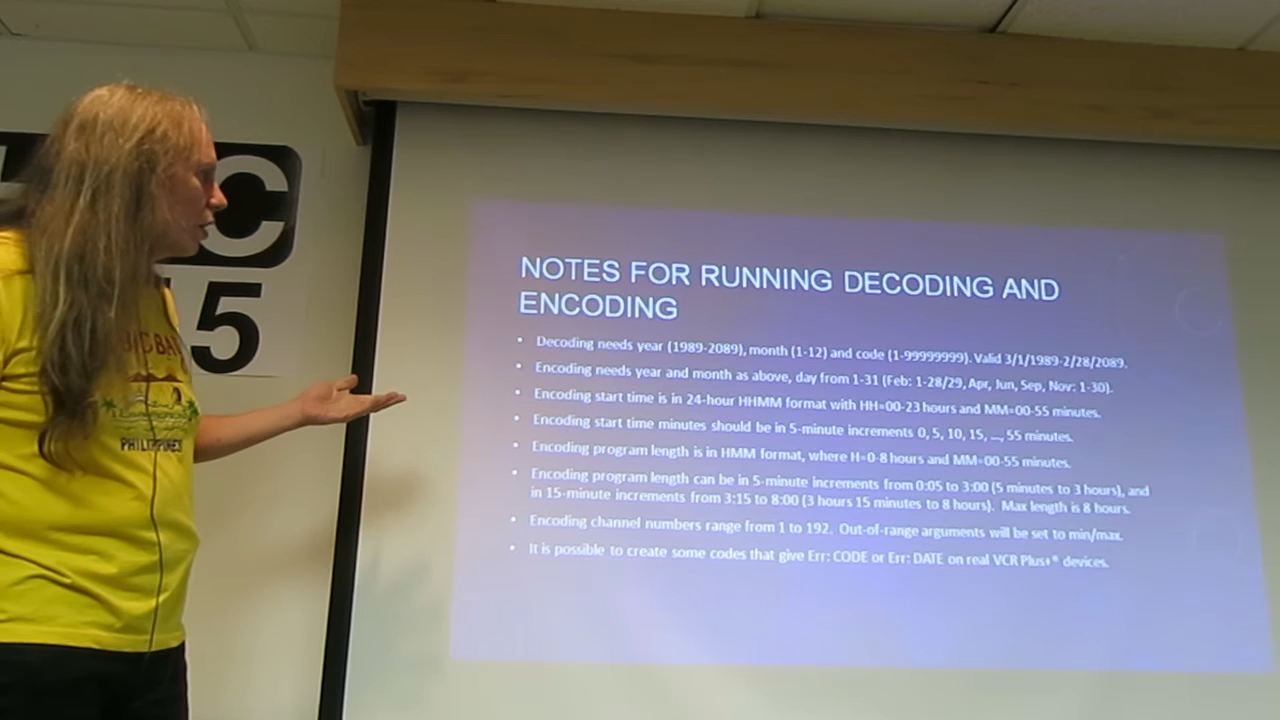 C
5
PHILIPPINES
NOTES FOR RUNNING DECODING AND
ENCODING
• Decoding needs year (1989-2089), month (1-12) and code (1-99999999). Valid 3/1/1989-2/28/2089.
• Encoding needs year and month as above, day from 1-31 (Feb: 1-28/29, Apr, Jun, Sep, Nov: 1-30).
• Encoding start time is in 24-hour HHMM format with HH=00-23 hours and MM=00-55 minutes.
• Encoding start time minutes should be in 5-minute increments 0, 5, 10, 15, ..., 55 minutes.
• Encoding program length is in HMM format, where H=0-8 hours and MM=00-55 minutes.
• Encoding program length can be in 5-minute increments from 0:05 to 3:00 (5 minutes to 3 hours), and
in 15-minute increments from 3:15 to 8:00 (3 hours 15 minutes to 8 hours). Max length is 8 hours.
• Encoding channel numbers range from 1 to 192. Out-of-range arguments will be set to min/max.
• It is possible to create some codes that give Err: CODE or Err: DATE on real VCR Plus+® devices.